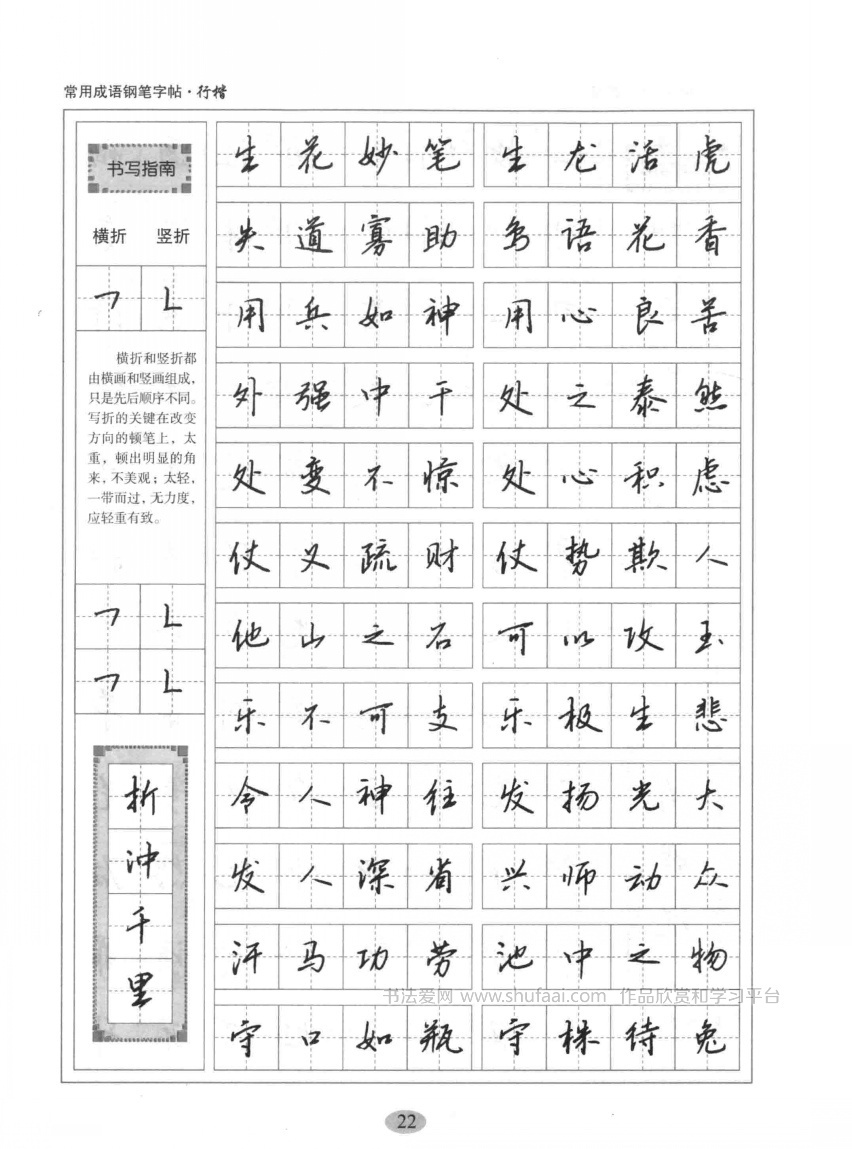 常用成语钢笔字帖·行楷
书写指南
横折 竖折
㇕ ㇗
横折和竖折都
由横画和竖画组成,
只是先后顺序不同。
写折的关键在改变
方向的顿笔上,太
重,顿出明显的角
来,不美观;太轻,
一带而过,无力度,
应轻重有致。
㇕ ㇗
㇕ ㇗
折
冲
千
里
生花妙笔 生龙活虎
失道寡助 鸟语花香
用兵如神 用心良苦
外强中干 处之泰然
处变不惊 处心积虑
仗义疏财 仗势欺人
他山之石 可以攻玉
乐不可支 乐极生悲
令人神往 发扬光大
发人深省 兴师动众
汗马功劳 池中之物
书法爱网 www.shufaai.com 作品欣赏和学习平台
守口如瓶 守株待兔
22